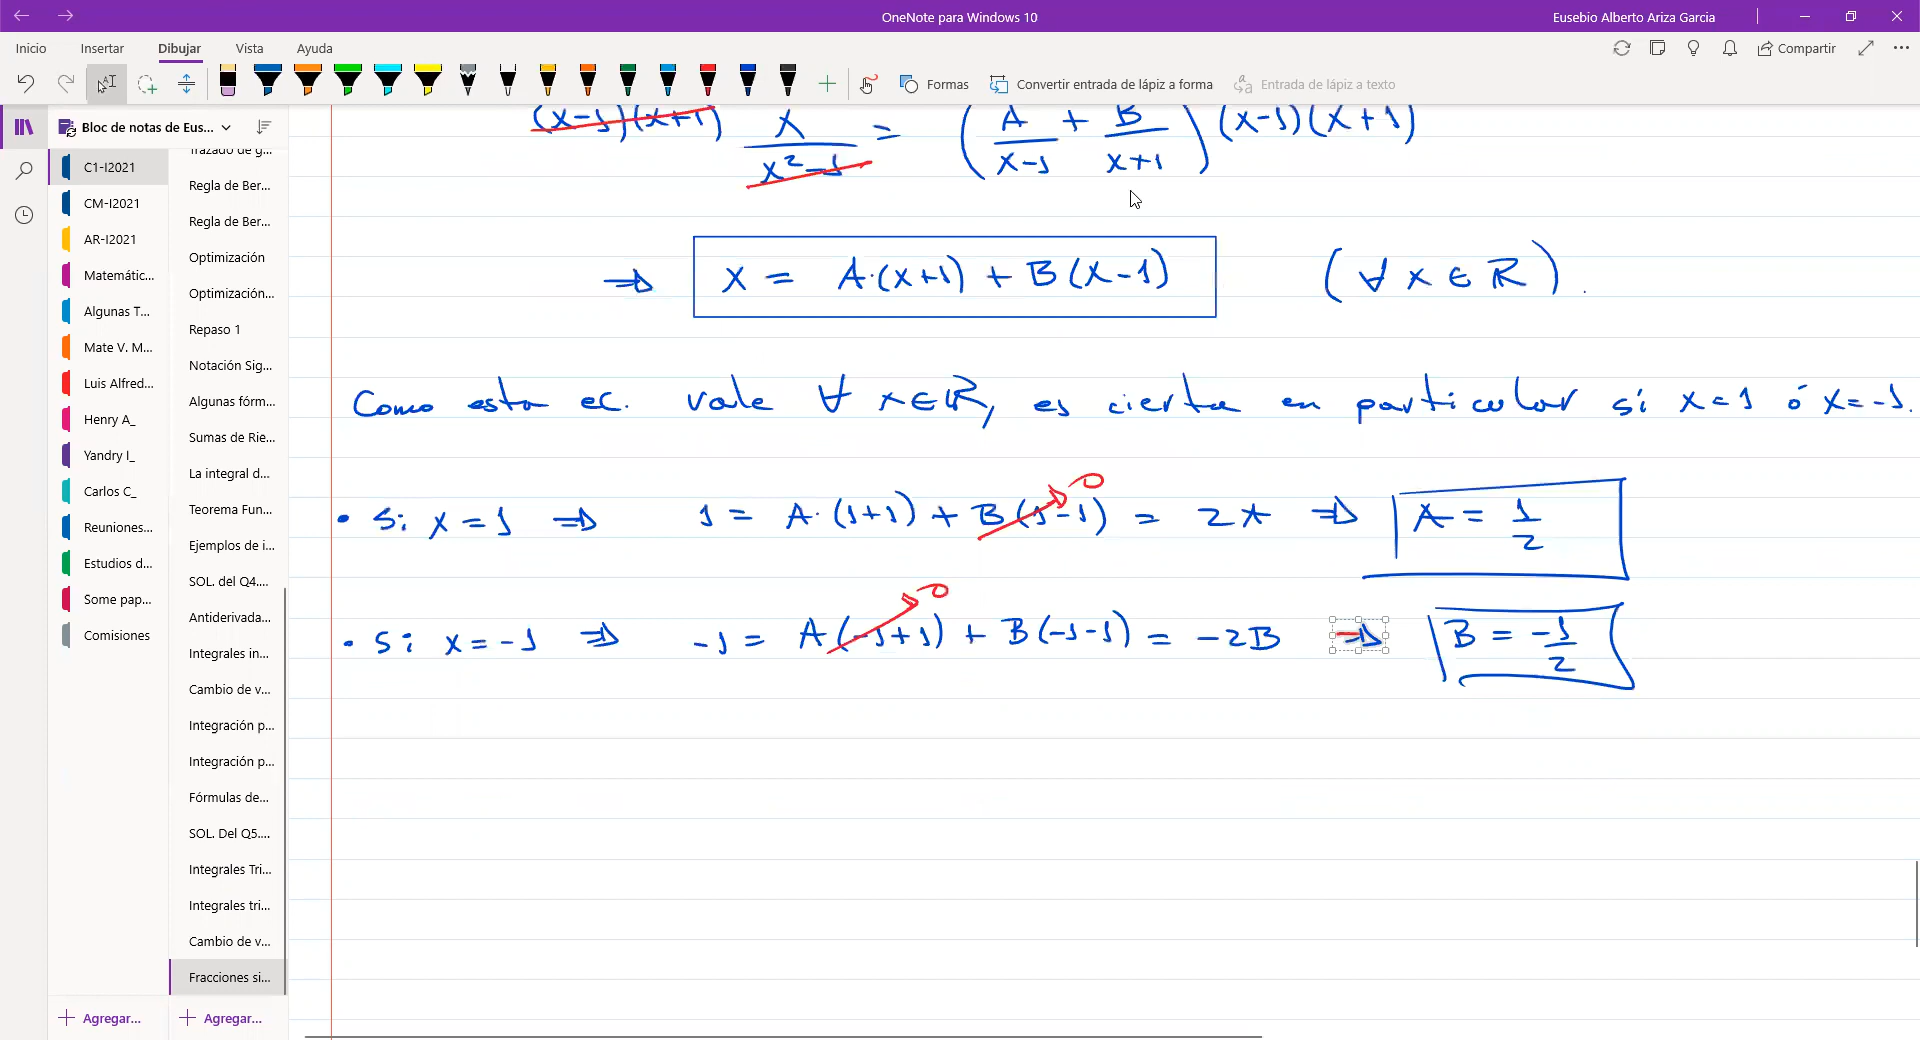 OneNote para Windows 10
Eusebio Alberto Ariza Garcia
Inicio Insertar Dibujar Vista Ayuda
Compartir
Formas
Convertir entrada de lápiz a forma
Entrada de lápiz a texto
Bloc de notas de Eus...
C1-I2021
CM-I2021
AR-I2021
Matemátic...
Algunas T...
Mate V. M...
Luis Alfred...
Henry A_
Yandry I_
Carlos C_
Reuniones...
Estudios d...
Some pap...
Comisiones
Agregar...
Trazado de g...
Regla de Ber...
Regla de Ber...
Optimización
Optimización...
Repaso 1
Notación Sig...
Algunas fórm...
Sumas de Rie...
La integral d...
Teorema Fun...
Ejemplos de i...
SOL. del Q4....
Antiderivada...
Integrales in...
Cambio de v...
Integración p...
Integración p...
Fórmulas de...
SOL. Del Q5....
Integrales Tri...
Integrales tri...
Cambio de v...
Fracciones si...
Agregar...
(x-1)(x+1) x/(x²-1) = (A/(x-1) + B/(x+1)) (x-1)(x+1)
⇒ x = A·(x+1) + B(x-1) (∀ x ∈ ℝ).
Como esta ec. vale ∀ x∈ℝ, es cierta en particular si x=1 ó x=-1.
• Si x=1 ⇒ 1 = A·(1+1) + B(1-1) →0 = 2A ⇒ A = 1/2
• Si x=-1 ⇒ -1 = A(-1+1) →0 + B(-1-1) = -2B ⇒ B = -1/2